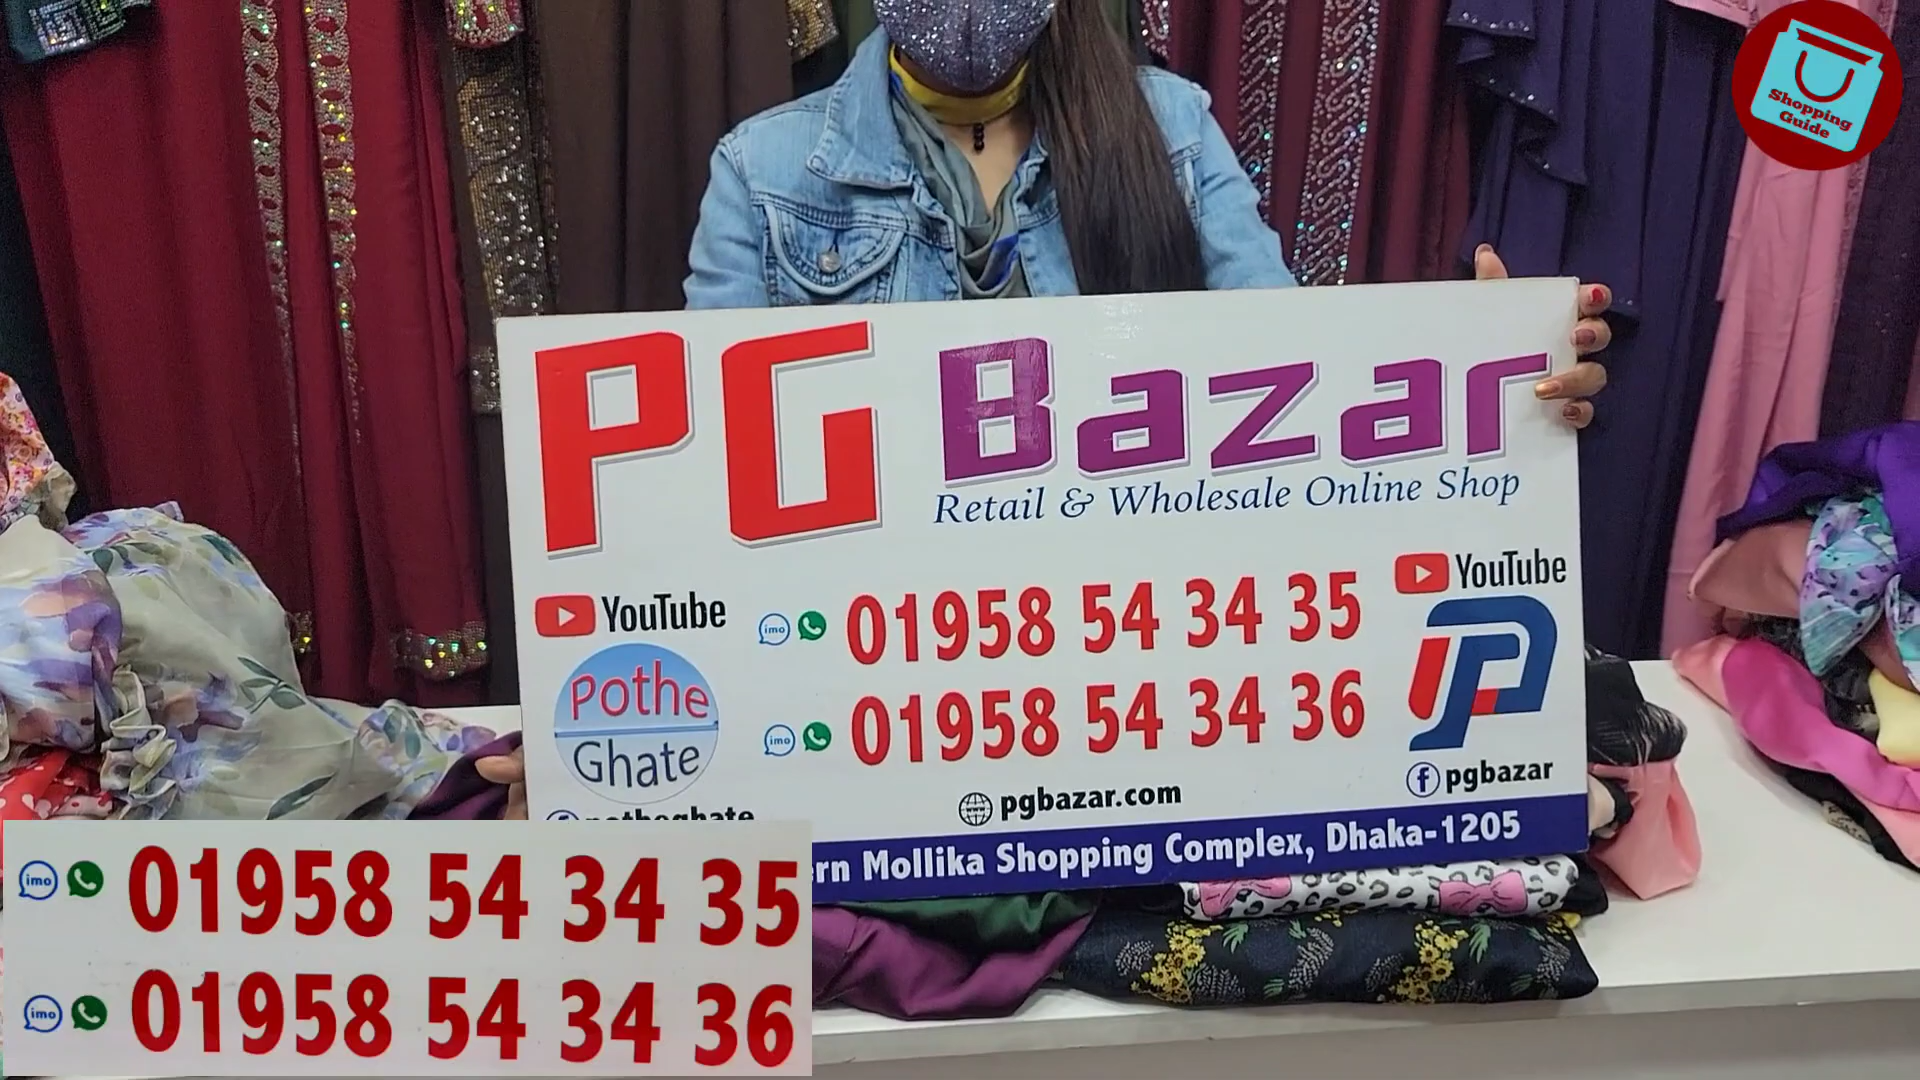 Shopping
Guide
PG Bazar
Retail & Wholesale Online Shop
YouTube
Pothe
Ghate
imo 01958 54 34 35
imo 01958 54 34 36
YouTube
f pgbazar
pgbazar.com
Mollika Shopping Complex, Dhaka-1205
imo 01958 54 34 35
imo 01958 54 34 36